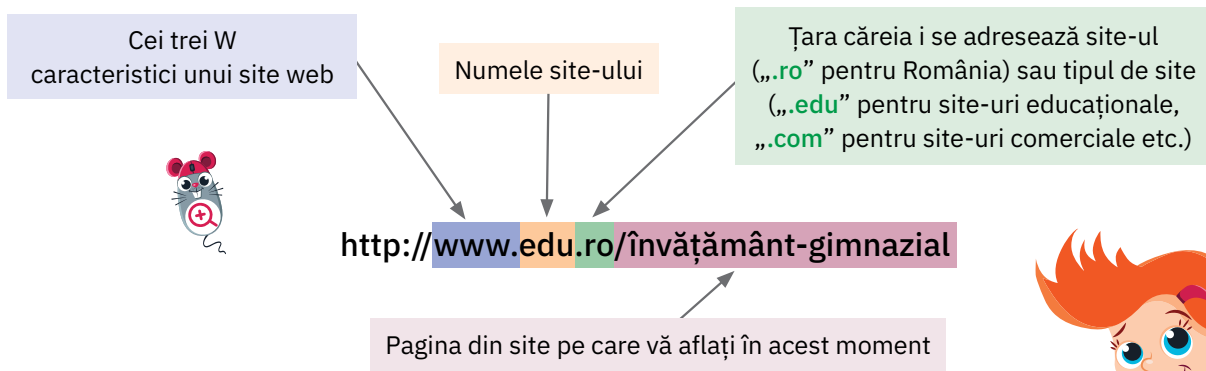 Cei trei W
caracteristici unui site web
Numele site-ului
Țara căreia i se adresează site-ul
(„.ro” pentru România) sau tipul de site
(„.edu” pentru site-uri educaționale,
„.com” pentru site-uri comerciale etc.)
http://www.edu.ro/învățământ-gimnazial
Pagina din site pe care vă aflați în acest moment